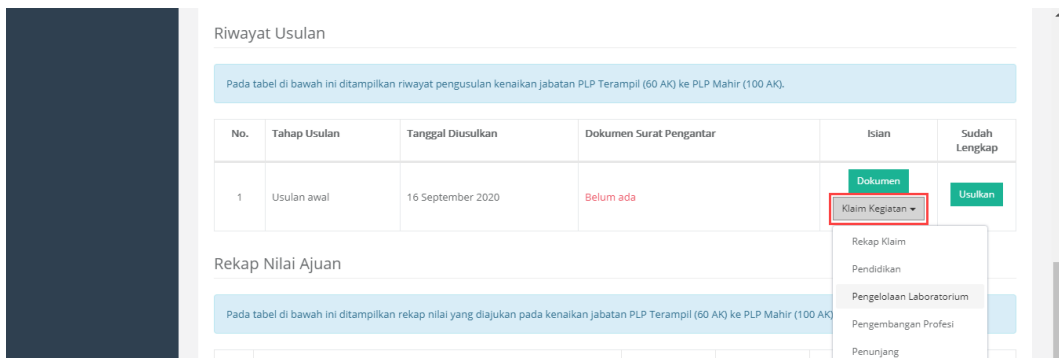 Riwayat Usulan
Pada tabel di bawah ini ditampilkan riwayat pengusulan kenaikan jabatan PLP Terampil (60 AK) ke PLP Mahir (100 AK).
No. Tahap Usulan Tanggal Diusulkan Dokumen Surat Pengantar Isian Sudah Lengkap
1 Usulan awal 16 September 2020 Belum ada Dokumen Usulkan
Klaim Kegiatan
Rekap Klaim
Pendidikan
Pengelolaan Laboratorium
Pengembangan Profesi
Penunjang
Rekap Nilai Ajuan
Pada tabel di bawah ini ditampilkan rekap nilai yang diajukan pada kenaikan jabatan PLP Terampil (60 AK) ke PLP Mahir (100 AK)